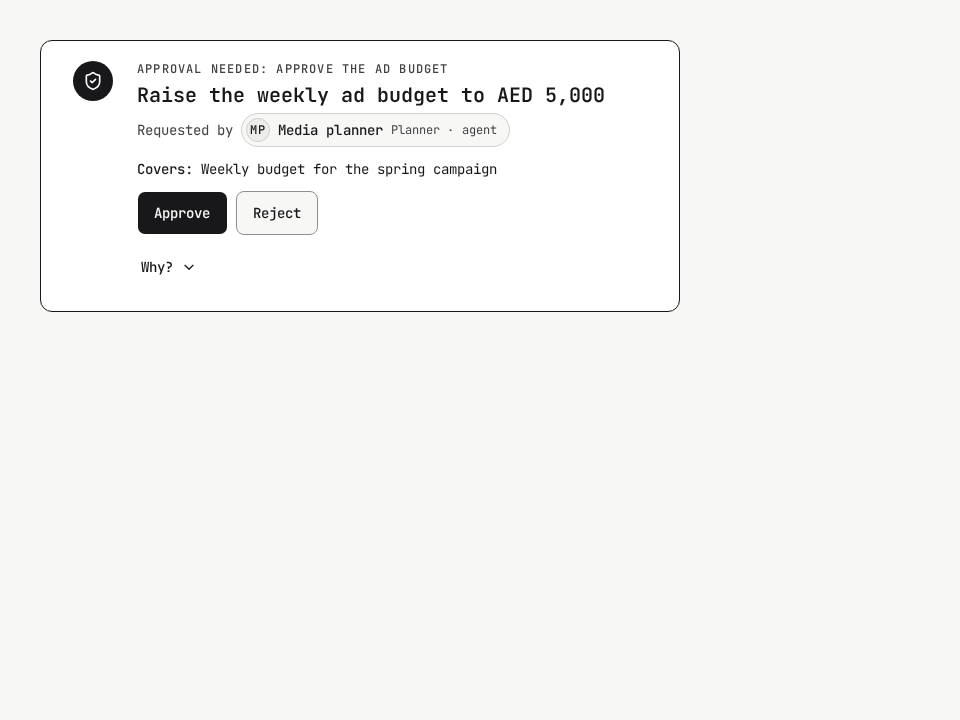 APPROVAL NEEDED: APPROVE THE AD BUDGET
Raise the weekly ad budget to AED 5,000
Requested by MP Media planner Planner · agent
Covers: Weekly budget for the spring campaign
Approve Reject
Why?